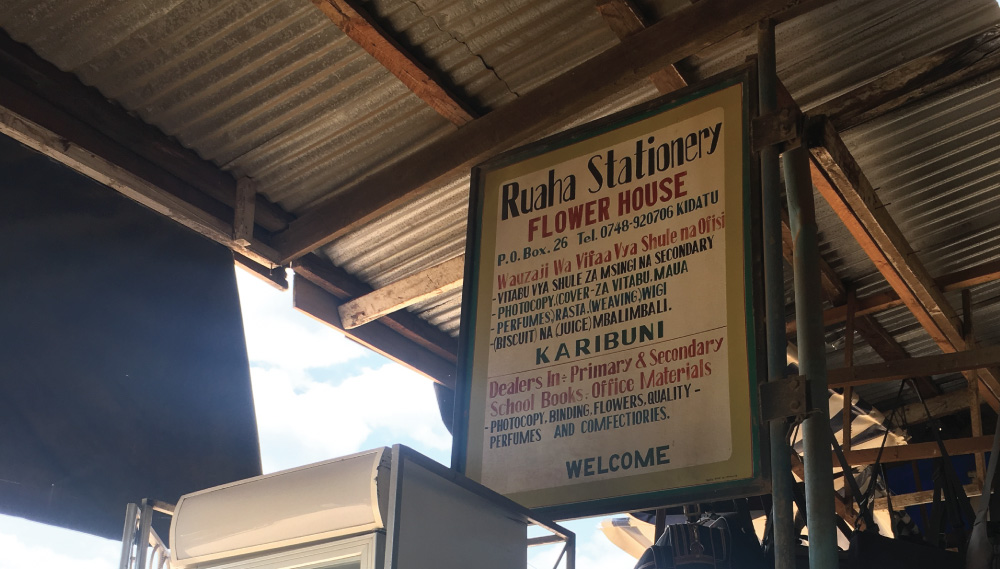 Ruaha Stationery
FLOWER HOUSE
P.O. Box. 26 Tel. 0748-920706 KIDATU
Wauzaji Wa Vifaa Vya Shule na Ofisi
- VITABU VYA SHULE ZA MSINGI NA SECONDARY
- PHOTOCOPY, (COVER-ZA VITABU, MAUA
- PERFUMES) RASTA, (WEAVING) WIGI
- (BISCUIT) NA (JUICE) MBALIMBALI.
KARIBUNI
Dealers In:- Primary & Secondary
School Books: Office Materials
- PHOTOCOPY, BINDING, FLOWERS, QUALITY -
PERFUMES AND COMFECTIORIES.
WELCOME